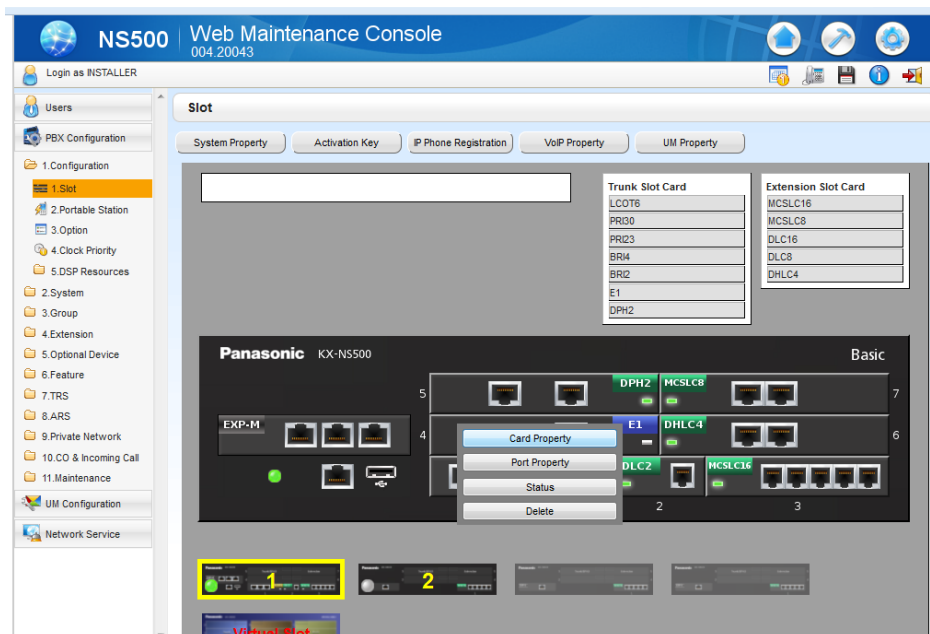 NS500
Web Maintenance Console
004.20043
Login as INSTALLER
Users
PBX Configuration
1.Configuration
1.Slot
2.Portable Station
3.Option
4.Clock Priority
5.DSP Resources
2.System
3.Group
4.Extension
5.Optional Device
6.Feature
7.TRS
8.ARS
9.Private Network
10.CO & Incoming Call
11.Maintenance
UM Configuration
Network Service
Slot
System Property
Activation Key
IP Phone Registration
VoIP Property
UM Property
Trunk Slot Card
LCOT6
PRI30
PRI23
BRI4
BRI2
E1
DPH2
Extension Slot Card
MCSLC16
MCSLC8
DLC16
DLC8
DHLC4
Panasonic KX-NS500
Basic
5
DPH2
MCSLC8
7
EXP-M
4
E1
DHLC4
6
DLC2
MCSLC16
2
3
Card Property
Port Property
Status
Delete
1
2
Virtual Slot